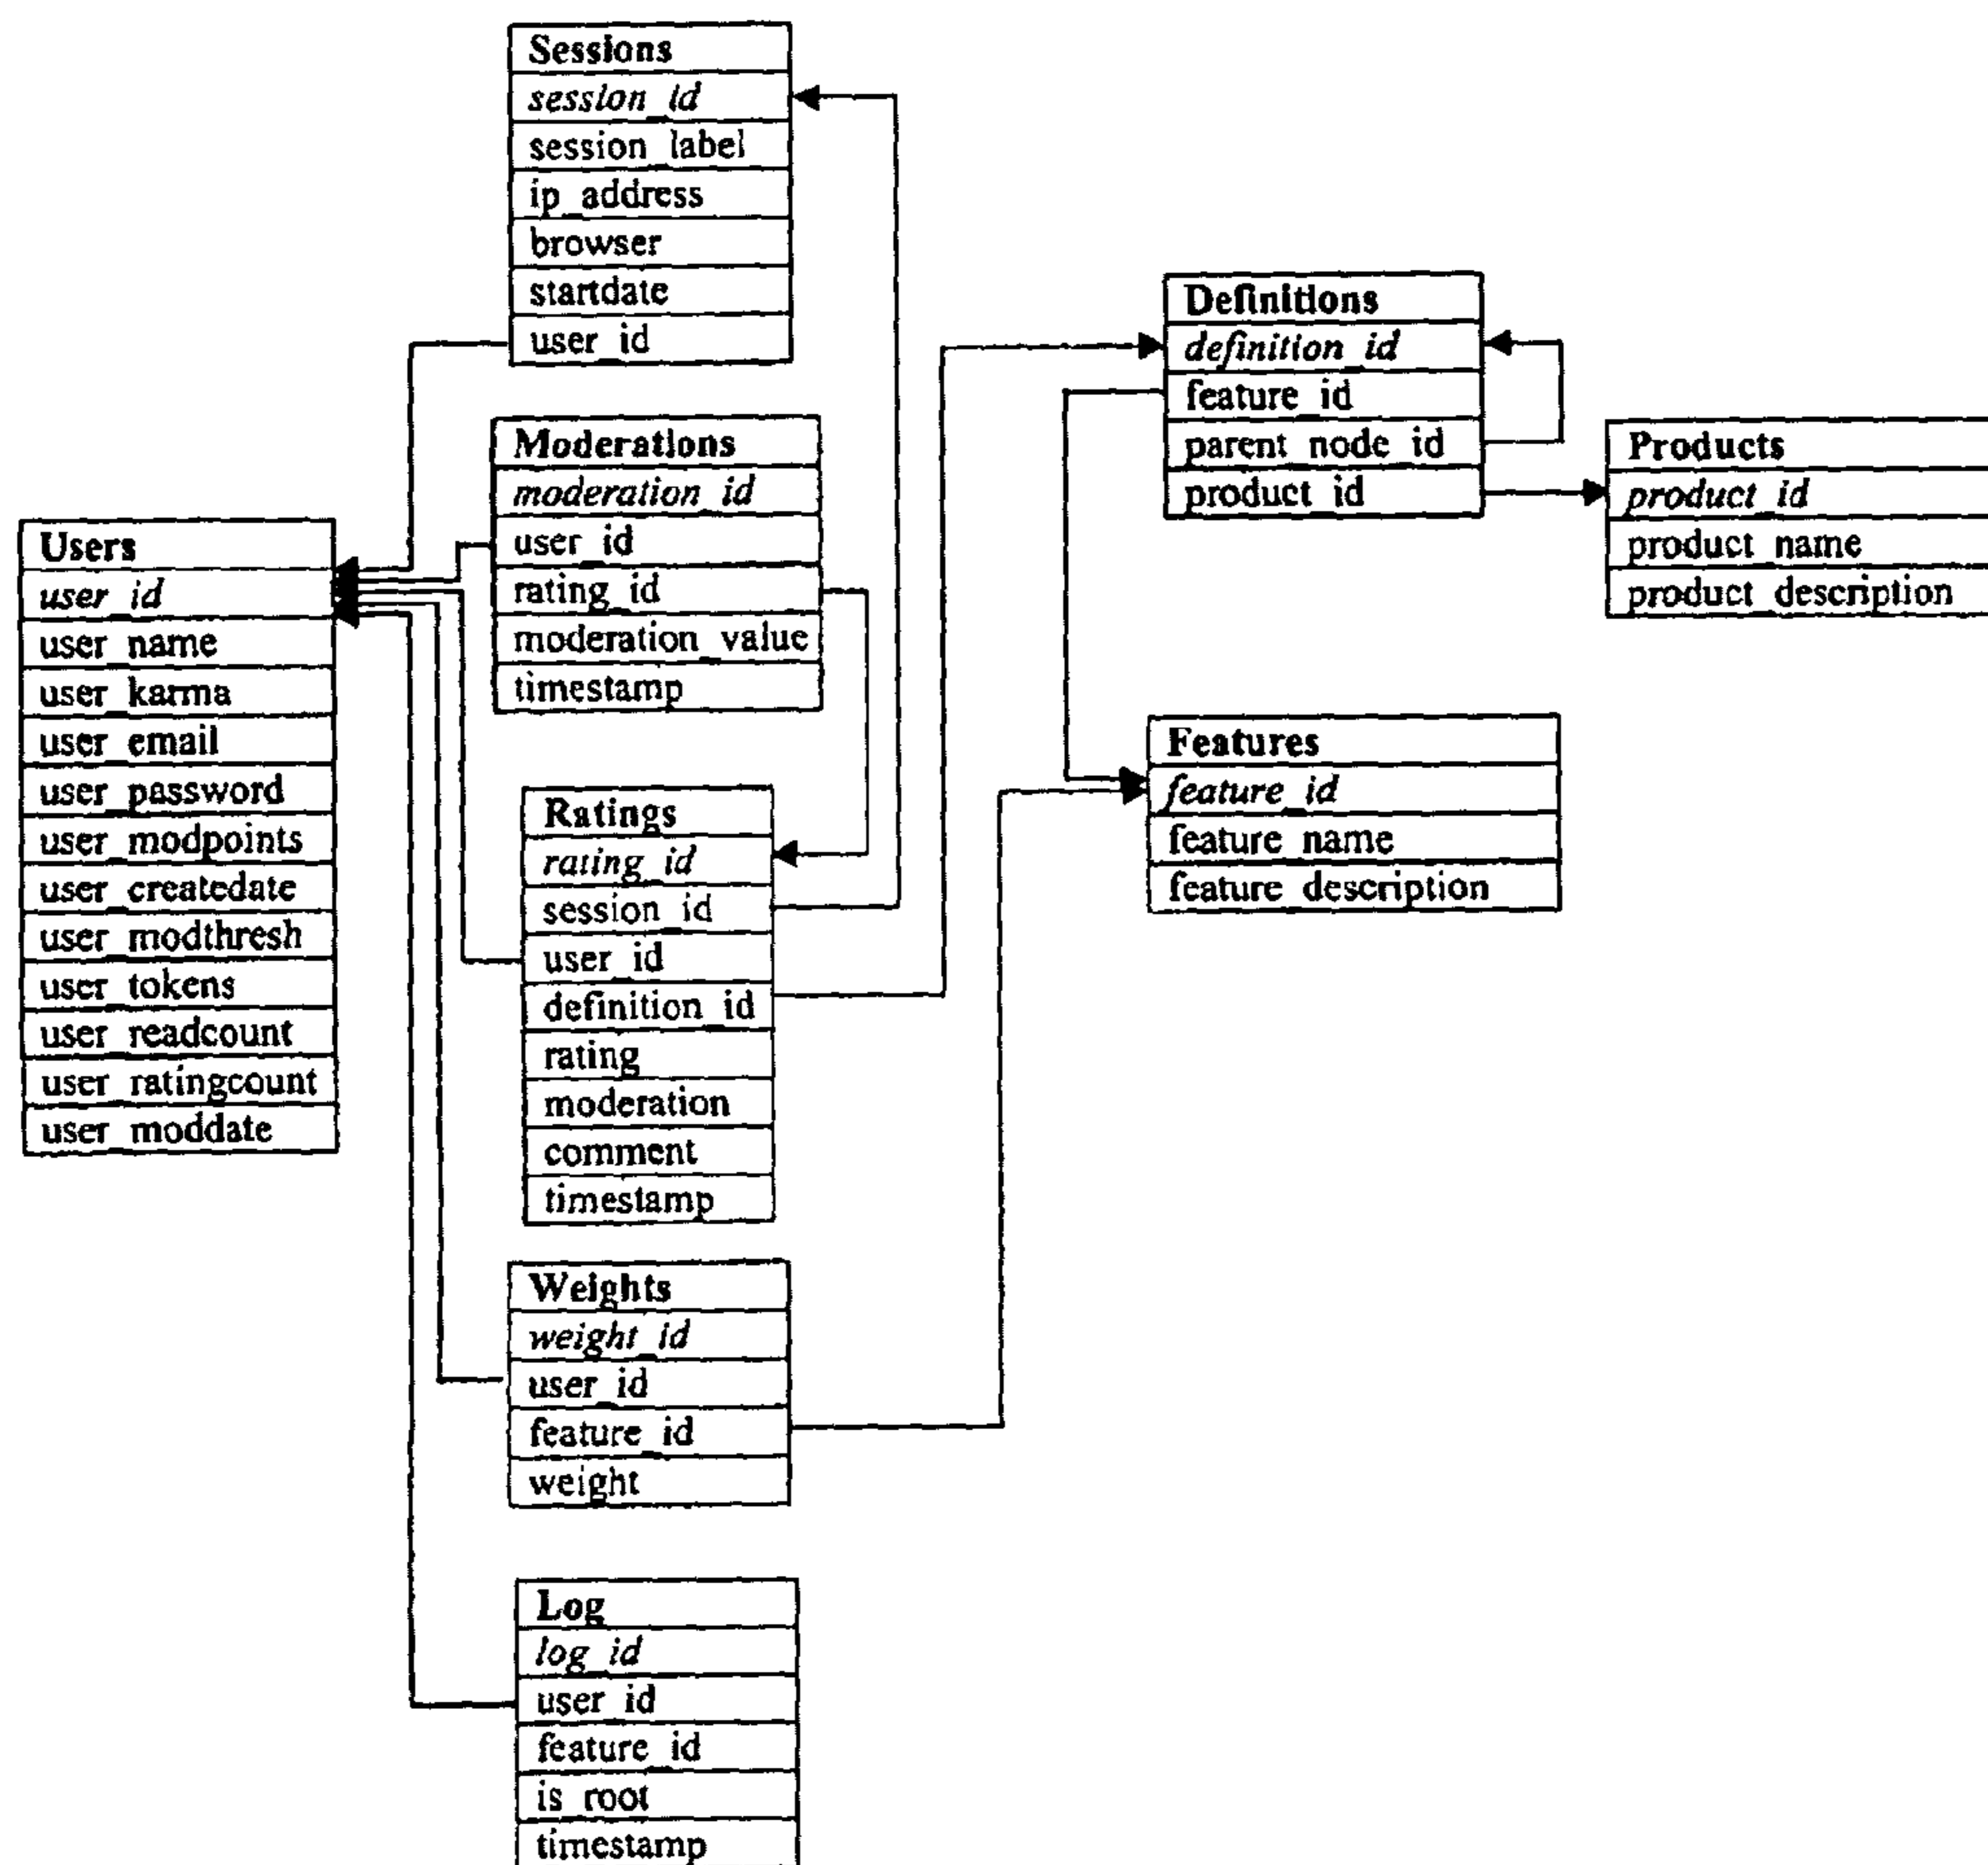 Sessions
session_id
session_label
ip_address
browser
startdate
user_id
Moderations
moderation_id
user_id
rating_id
moderation_value
timestamp
Users
user_id
user_name
user_karma
user_email
user_password
user_modpoints
user_createdate
user_modthresh
user_tokens
user_readcount
user_ratingcount
user_moddate
Ratings
rating_id
session_id
user_id
definition_id
rating
moderation
comment
timestamp
Weights
weight_id
user_id
feature_id
weight
Log
log_id
user_id
feature_id
is_root
timestamp
Definitions
definition_id
feature_id
parent_node_id
product_id
Products
product_id
product_name
product_description
Features
feature_id
feature_name
feature_description